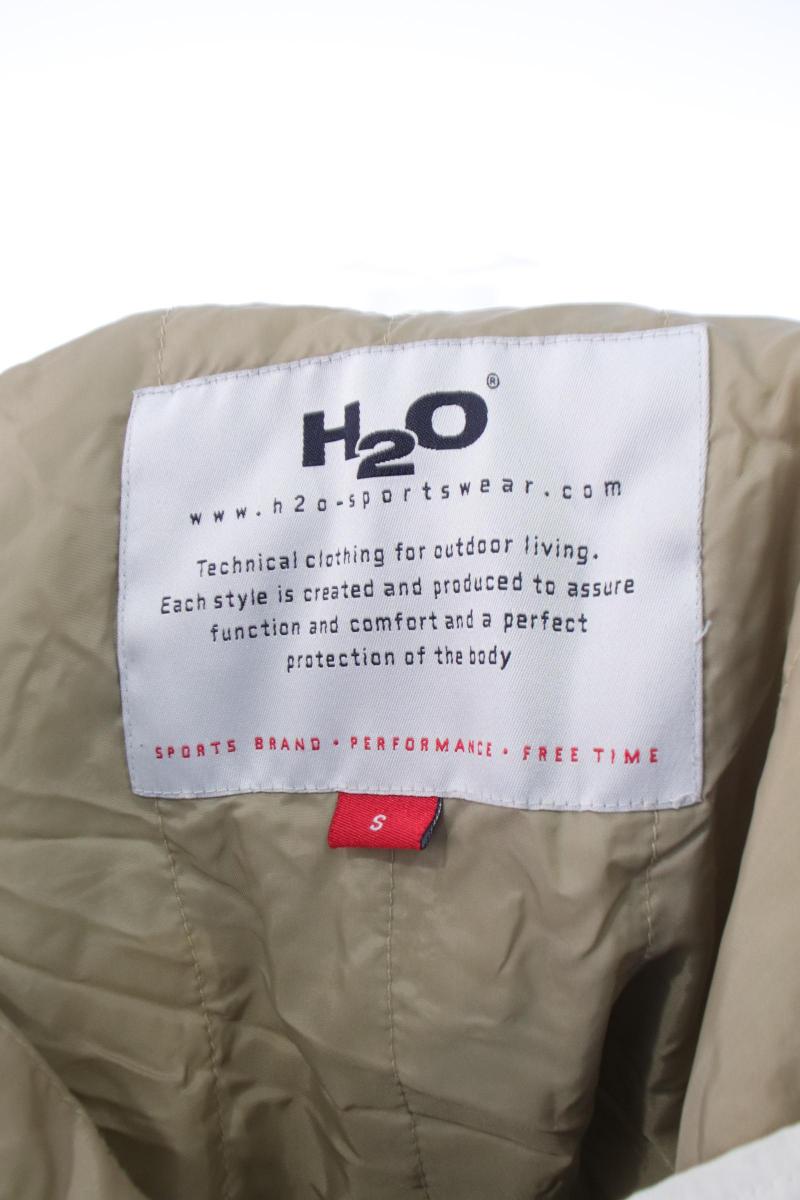 H2O®
www.h2o-sportswear.com
Technical clothing for outdoor living.
Each style is created and produced to assure
function and comfort and a perfect
protection of the body
SPORTS BRAND • PERFORMANCE • FREE TIME
S